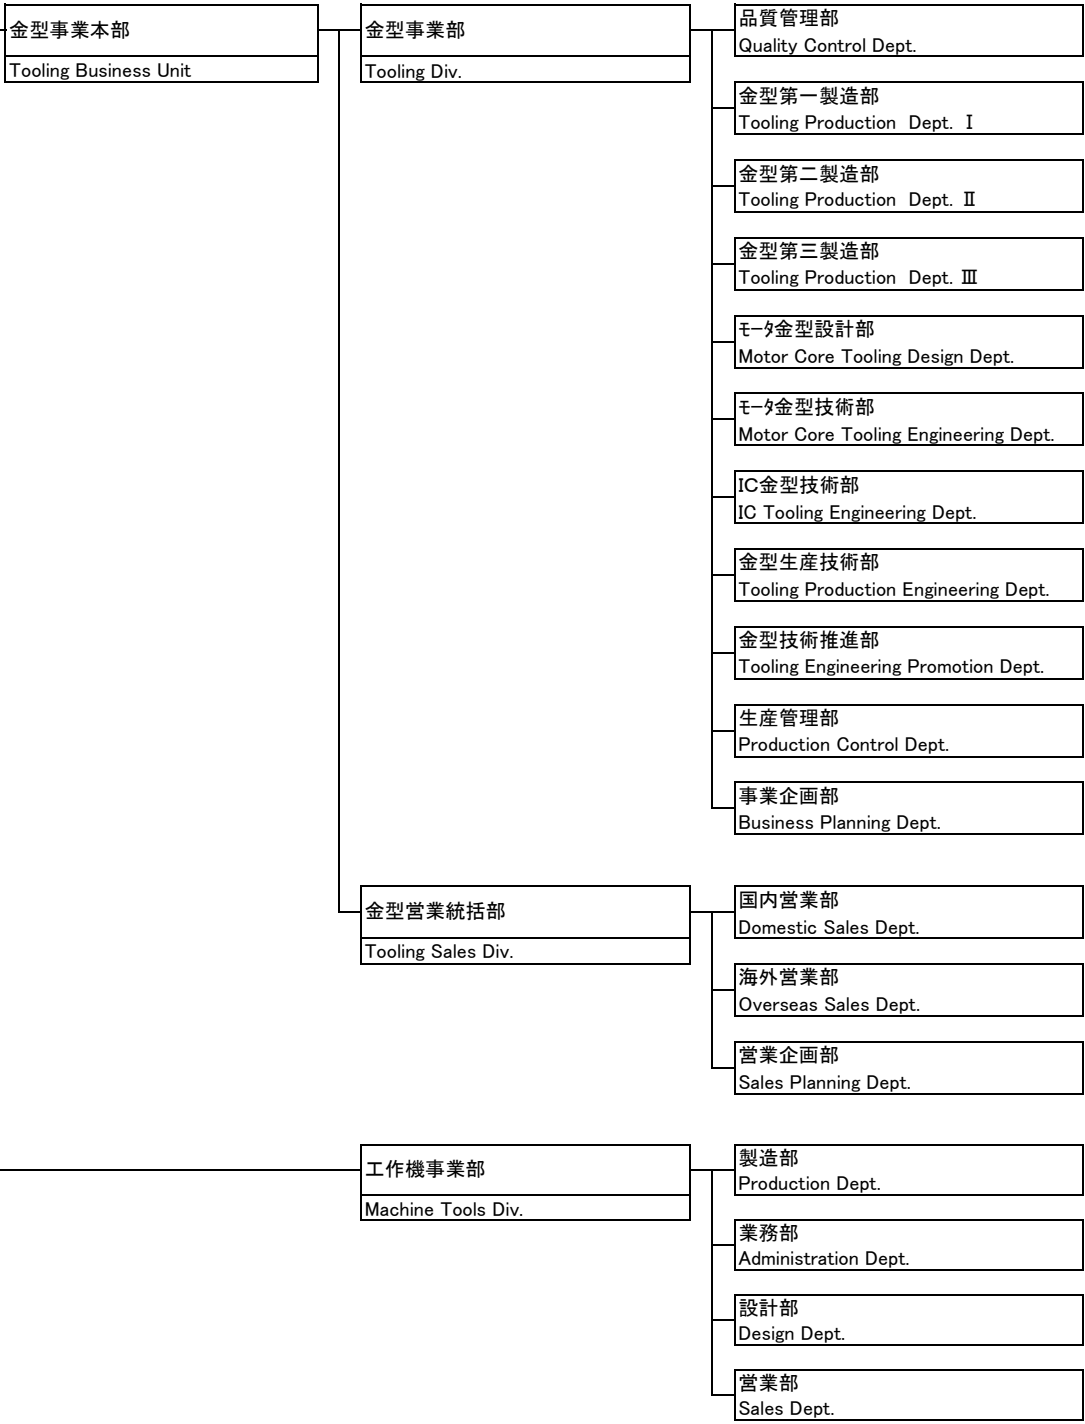 金型事業本部
Tooling Business Unit
金型事業部
Tooling Div.
品質管理部
Quality Control Dept.
金型第一製造部
Tooling Production  Dept. Ⅰ
金型第二製造部
Tooling Production  Dept. Ⅱ
金型第三製造部
Tooling Production  Dept. Ⅲ
ﾓｰﾀ金型設計部
Motor Core Tooling Design Dept.
ﾓｰﾀ金型技術部
Motor Core Tooling Engineering Dept.
IC金型技術部
IC Tooling Engineering Dept.
金型生産技術部
Tooling Production Engineering Dept.
金型技術推進部
Tooling Engineering Promotion Dept.
生産管理部
Production Control Dept.
事業企画部
Business Planning Dept.
金型営業統括部
Tooling Sales Div.
国内営業部
Domestic Sales Dept.
海外営業部
Overseas Sales Dept.
営業企画部
Sales Planning Dept.
工作機事業部
Machine Tools Div.
製造部
Production Dept.
業務部
Administration Dept.
設計部
Design Dept.
営業部
Sales Dept.